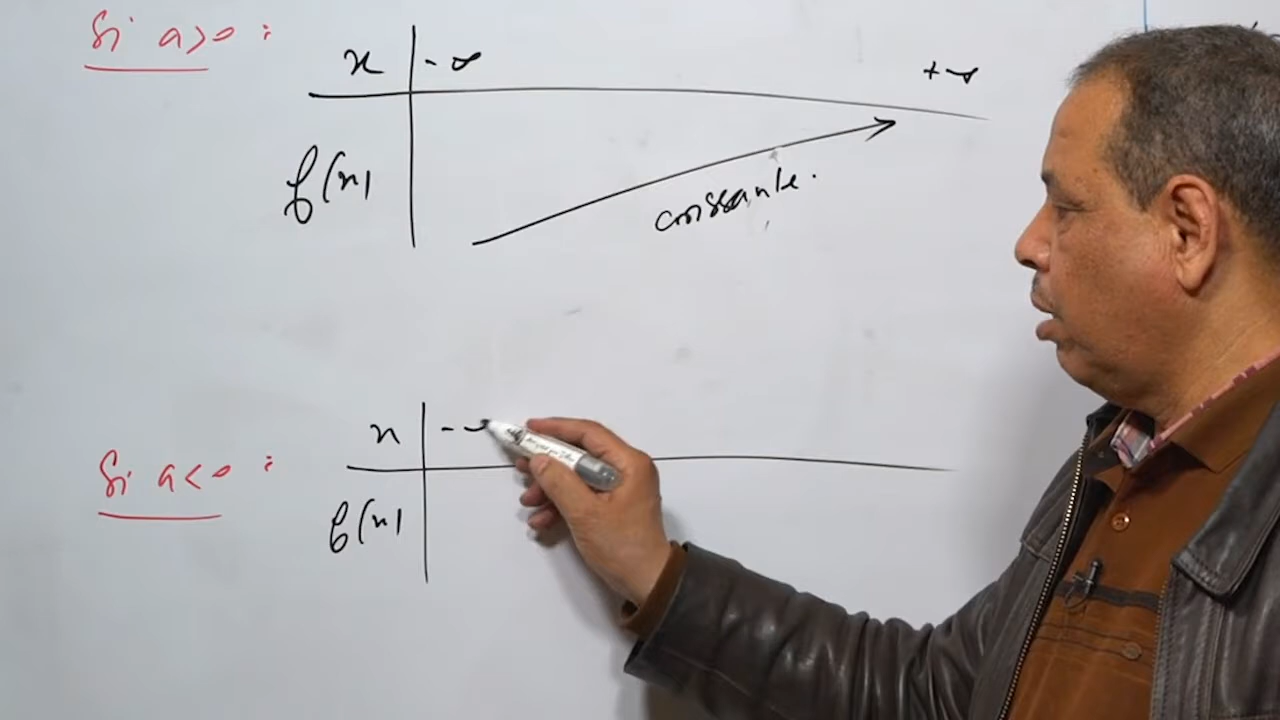 Si a>0 :
x -∞ +∞
f(x)
croissante.
x -∞
Si a<0 :
f(x)